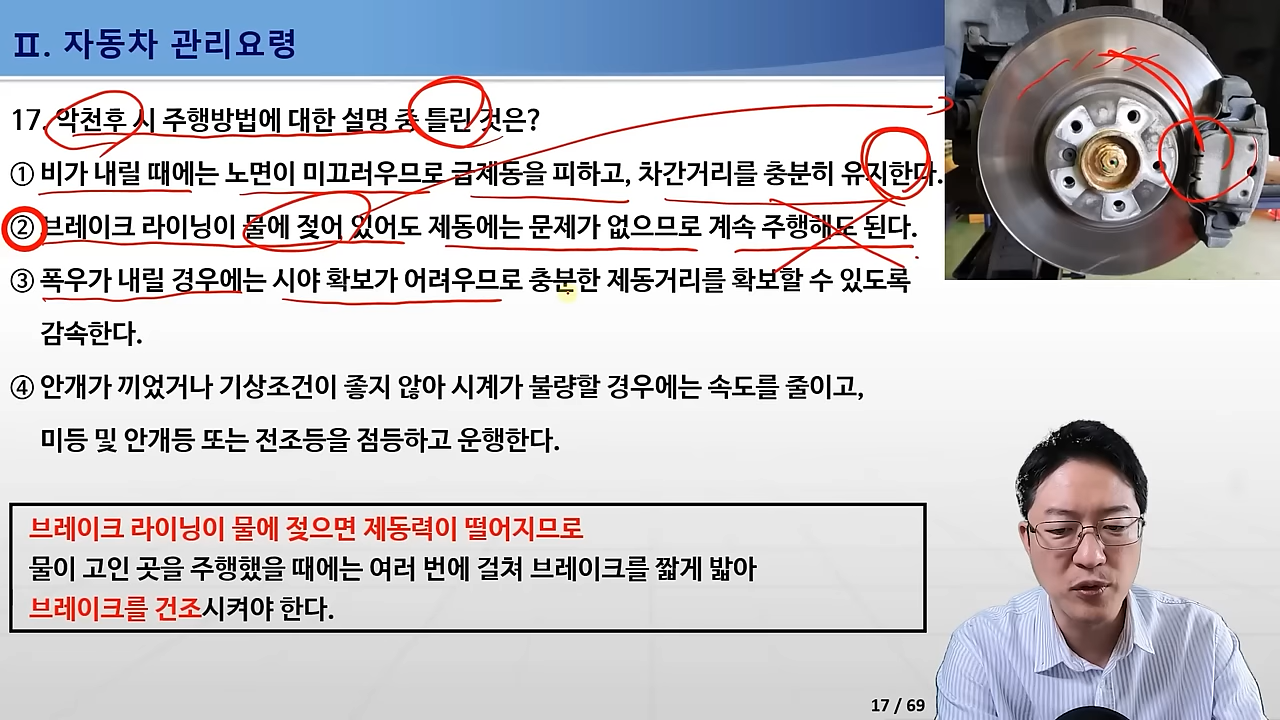 Ⅱ. 자동차 관리요령
17. 악천후 시 주행방법에 대한 설명 중 틀린 것은?
① 비가 내릴 때에는 노면이 미끄러우므로 급제동을 피하고, 차간거리를 충분히 유지한다.
② 브레이크 라이닝이 물에 젖어 있어도 제동에는 문제가 없으므로 계속 주행해도 된다.
③ 폭우가 내릴 경우에는 시야 확보가 어려우므로 충분한 제동거리를 확보할 수 있도록
감속한다.
④ 안개가 끼었거나 기상조건이 좋지 않아 시계가 불량할 경우에는 속도를 줄이고,
미등 및 안개등 또는 전조등을 점등하고 운행한다.
브레이크 라이닝이 물에 젖으면 제동력이 떨어지므로
물이 고인 곳을 주행했을 때에는 여러 번에 걸쳐 브레이크를 짧게 밟아
브레이크를 건조시켜야 한다.
17 / 69